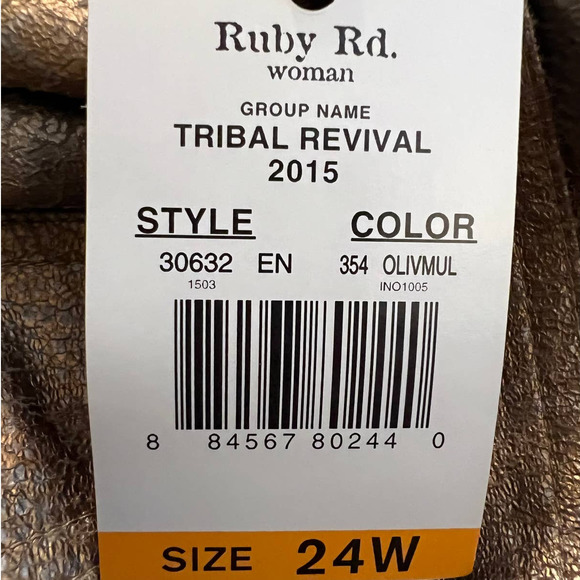 Ruby Rd.
woman
GROUP NAME
TRIBAL REVIVAL
2015
STYLE COLOR
30632 EN 354 OLIVMUL
1503 INO1005
8 84567 80244 0
SIZE 24W